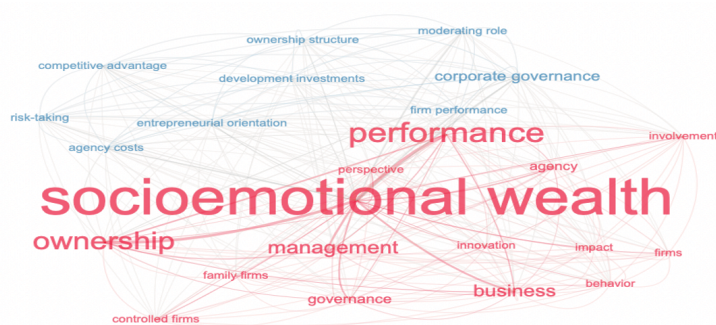 moderating role
ownership structure
competitive advantage
development investments
corporate governance
firm performance
risk-taking
entrepreneurial orientation
performance
involvement
agency costs
perspective
agency
socioemotional wealth
ownership
management
innovation
impact
firms
family firms
behavior
business
governance
controlled firms